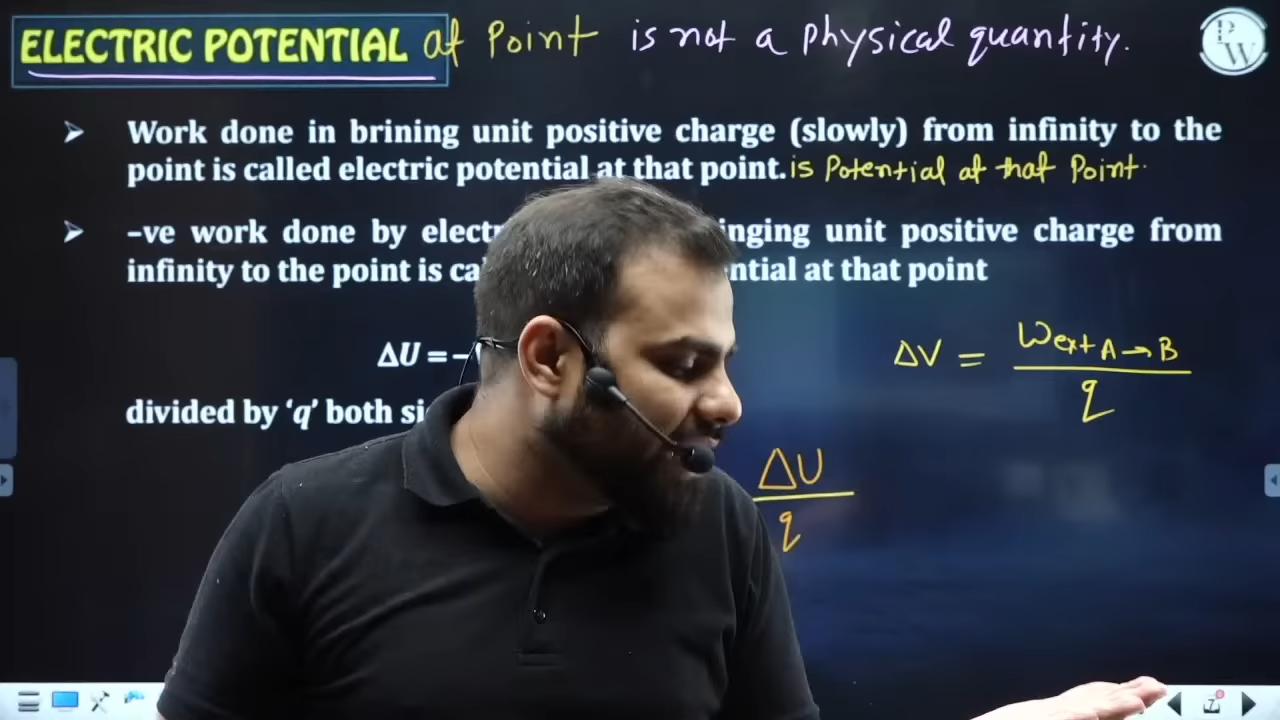 ELECTRIC POTENTIAL at Point is not a physical quantity.
PW
➤ Work done in brining unit positive charge (slowly) from infinity to the
point is called electric potential at that point. is Potential at that Point.
➤ –ve work done by electr nging unit positive charge from
infinity to the point is ca ntial at that point
ΔU = –
ΔV = Wext A→B / q
divided by ‘q’ both si
ΔU / q